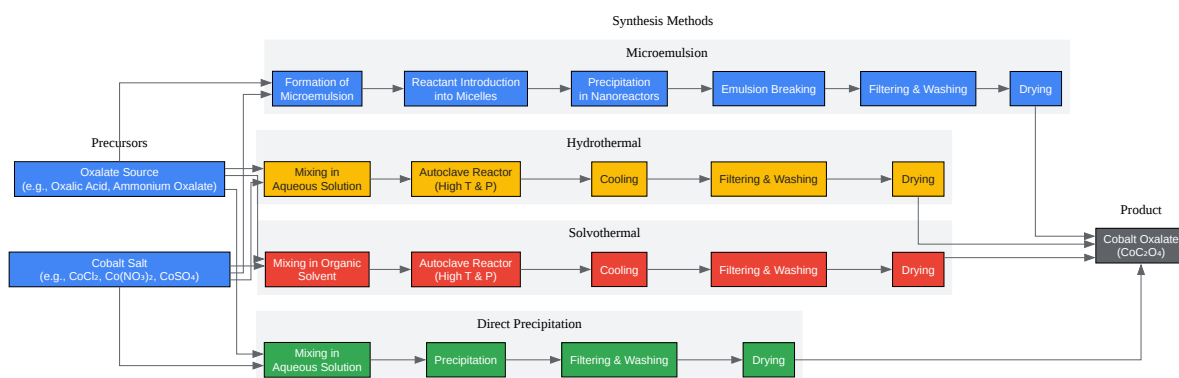 Synthesis Methods
Microemulsion
Formation of
Microemulsion
Reactant Introduction
into Micelles
Precipitation
in Nanoreactors
Emulsion Breaking
Filtering & Washing
Drying
Precursors
Oxalate Source
(e.g., Oxalic Acid, Ammonium Oxalate)
Cobalt Salt
(e.g., CoCl₂, Co(NO₃)₂, CoSO₄)
Hydrothermal
Mixing in
Aqueous Solution
Autoclave Reactor
(High T & P)
Cooling
Filtering & Washing
Drying
Solvothermal
Mixing in Organic
Solvent
Autoclave Reactor
(High T & P)
Cooling
Filtering & Washing
Drying
Direct Precipitation
Mixing in
Aqueous Solution
Precipitation
Filtering & Washing
Drying
Product
Cobalt Oxalate
(CoC₂O₄)